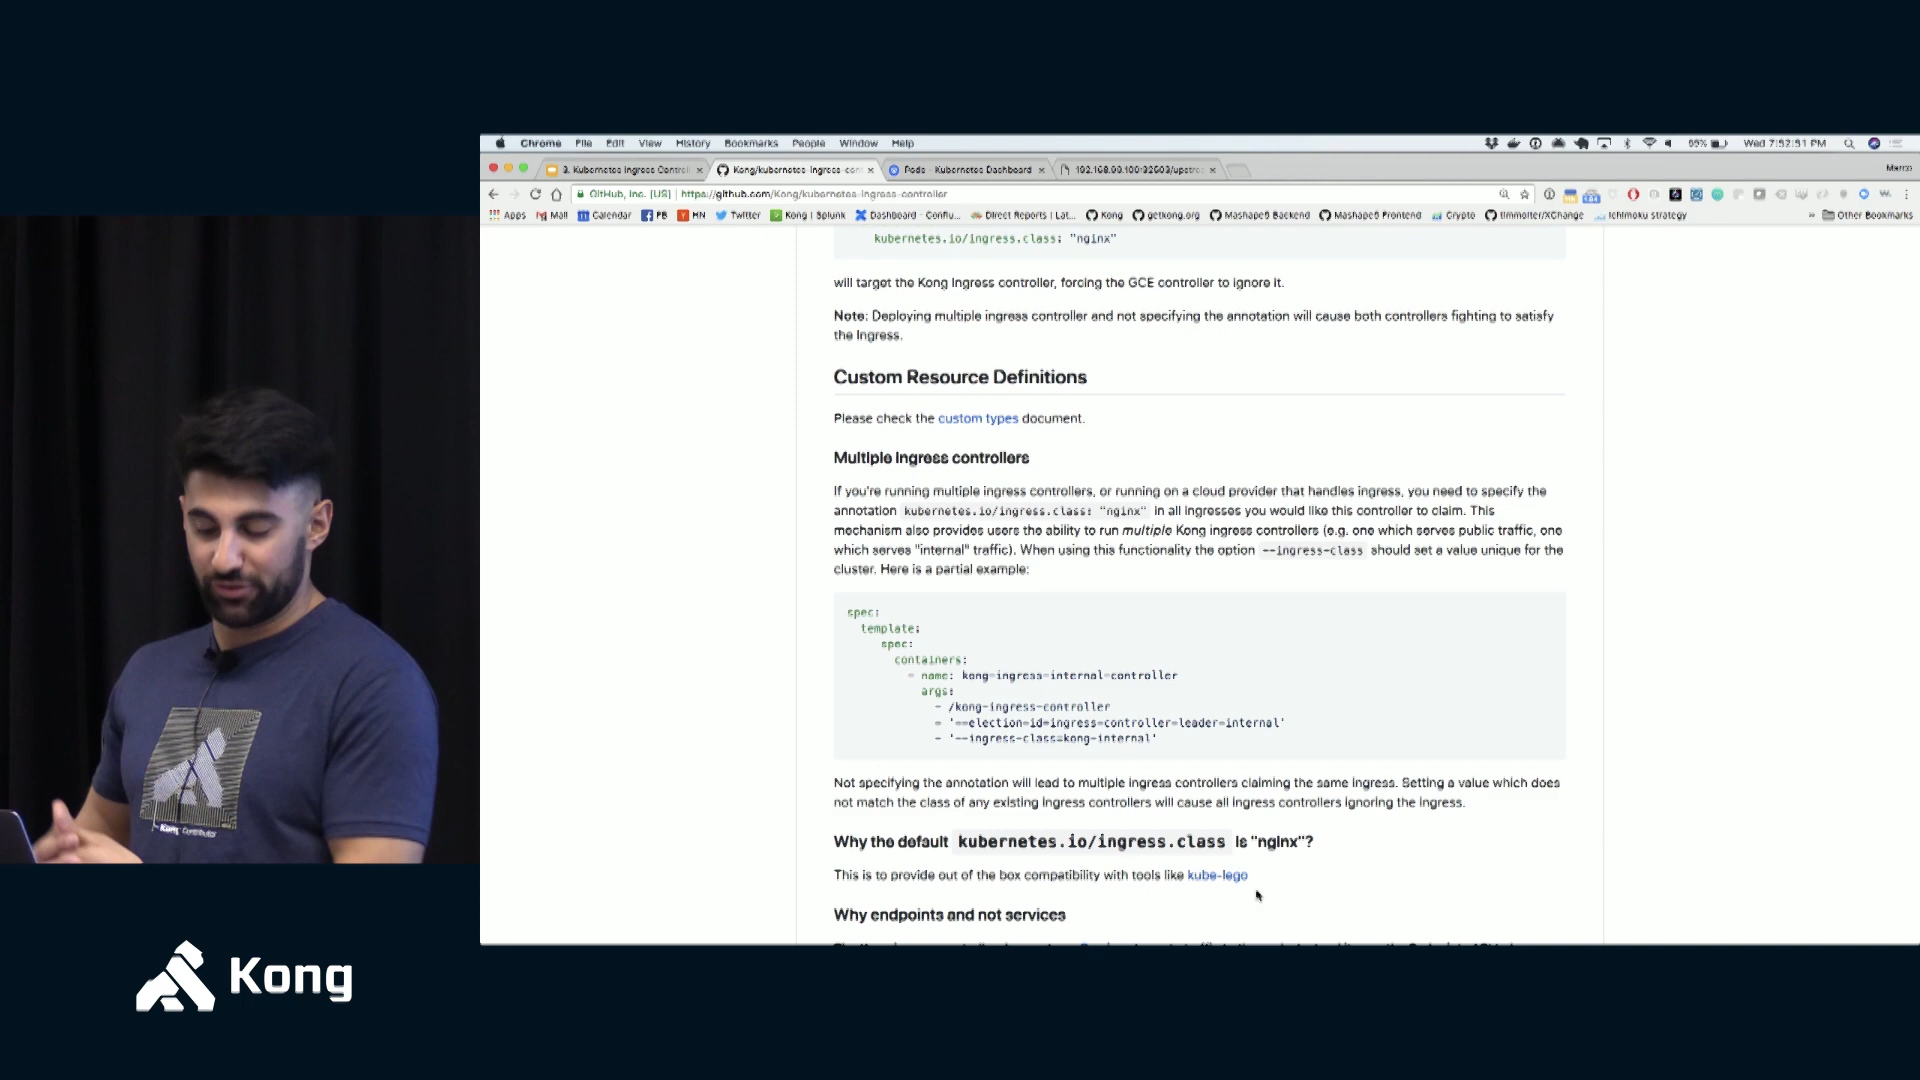 Chrome File Edit View History Bookmarks People Window Help
Wed 7:52:51 PM
3. Kubernetes Ingress Controll
Kong/kubernetes-ingress-cont
Pods - Kubernetes Dashboard
Marco
GitHub, Inc. [US] | https://github.com/Kong/kubernetes-ingress-controller
Apps Mail Calendar FB HN Twitter Kong | Splunk Dashboard - Conflu... Direct Reports | Lat... Kong getkong.org Mashape5 Backend Mashape5 Frontend Crypto timmolter/XChange Ichimoku strategy » Other Bookmarks
kubernetes.io/ingress.class: "nginx"
will target the Kong Ingress controller, forcing the GCE controller to ignore it.
Note: Deploying multiple ingress controller and not specifying the annotation will cause both controllers fighting to satisfy
the Ingress.
Custom Resource Definitions
Please check the custom types document.
Multiple ingress controllers
If you're running multiple ingress controllers, or running on a cloud provider that handles ingress, you need to specify the
annotation kubernetes.io/ingress.class: "nginx" in all ingresses you would like this controller to claim. This
mechanism also provides users the ability to run multiple Kong ingress controllers (e.g. one which serves public traffic, one
which serves "internal" traffic). When using this functionality the option --ingress-class should set a value unique for the
cluster. Here is a partial example:
spec:
template:
spec:
containers:
- name: kong-ingress-internal-controller
args:
- /kong-ingress-controller
- '--election-id=ingress-controller-leader-internal'
- '--ingress-class=kong-internal'
Not specifying the annotation will lead to multiple ingress controllers claiming the same ingress. Setting a value which does
not match the class of any existing ingress controllers will cause all ingress controllers ignoring the ingress.
Why the default kubernetes.io/ingress.class is "nginx"?
This is to provide out of the box compatibility with tools like kube-lego
Why endpoints and not services
Kong Contributor
Kong